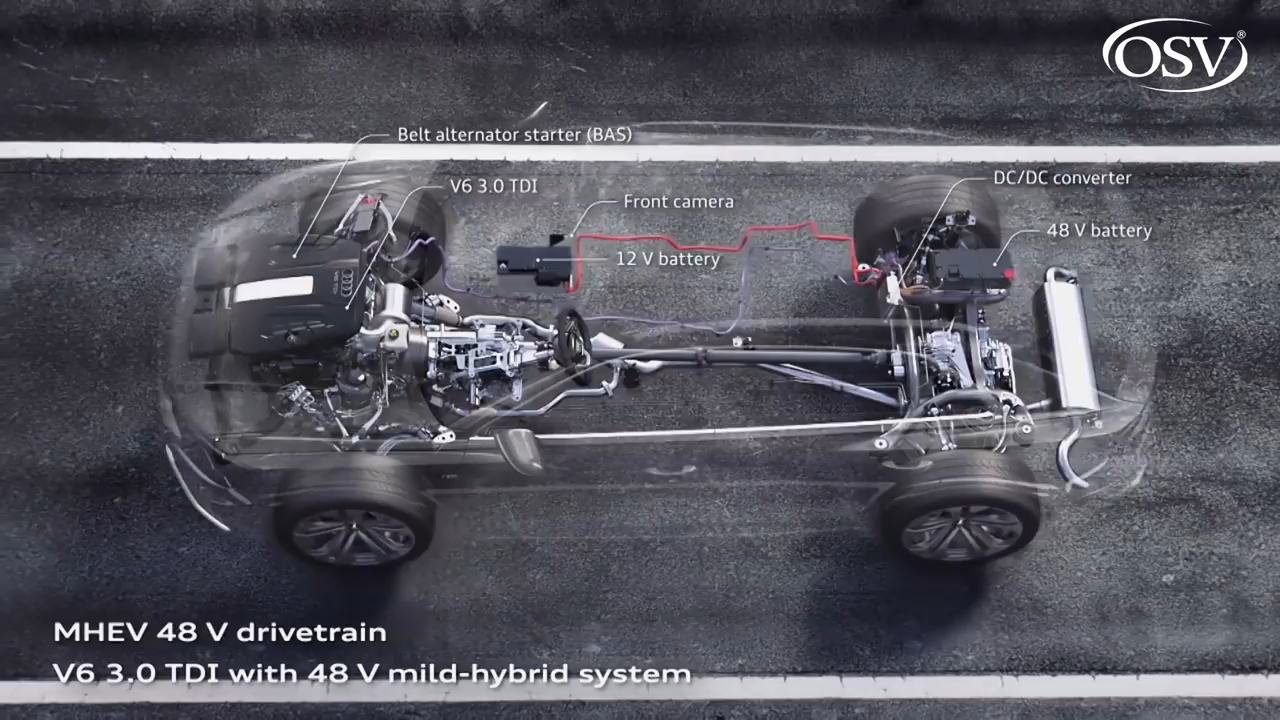 OSV®
Belt alternator starter (BAS)
V6 3.0 TDI
Front camera
DC/DC converter
48 V battery
12 V battery
MHEV 48 V drivetrain
V6 3.0 TDI with 48 V mild-hybrid system